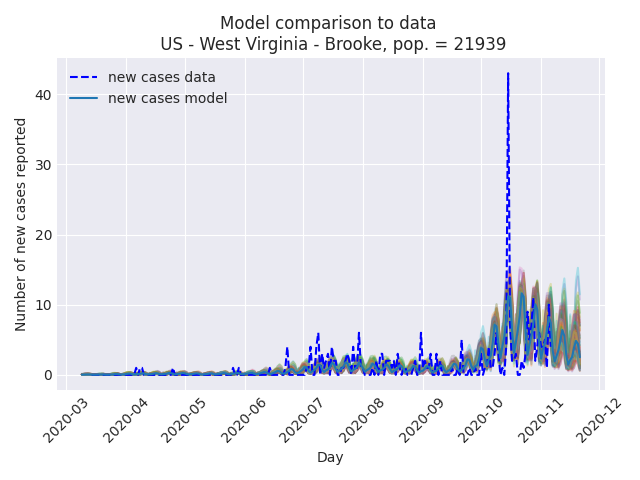 Model comparison to data
US - West Virginia - Brooke, pop. = 21939
new cases data
new cases model
Number of new cases reported
40
30
20
10
0
2020-03
2020-04
2020-05
2020-06
2020-07
2020-08
2020-09
2020-10
2020-11
2020-12
Day